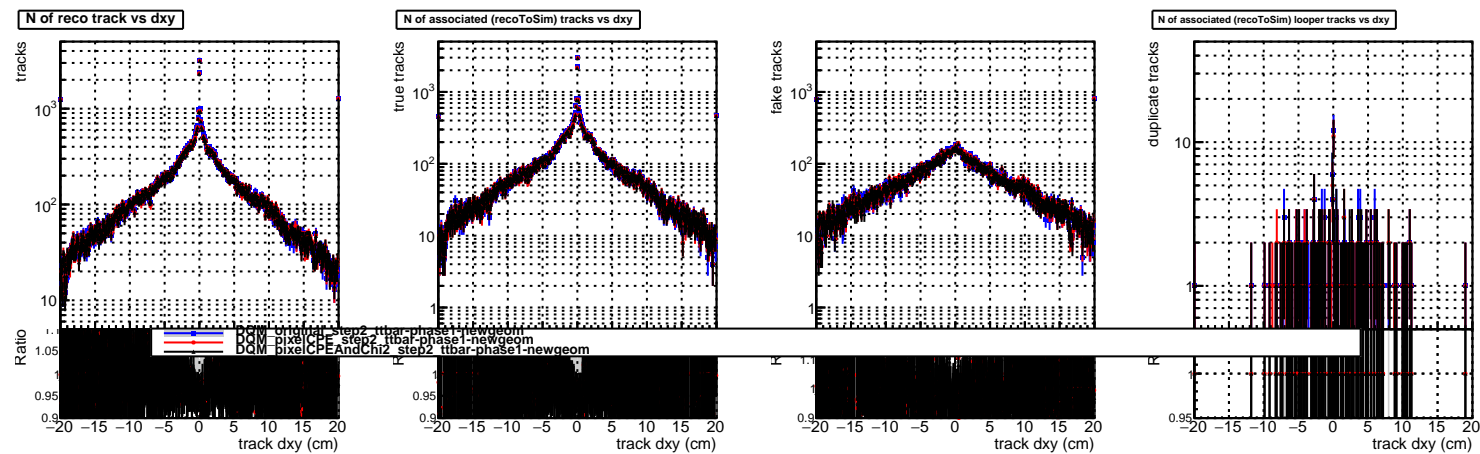 N of reco track vs dxy
tracks
10³
10²
10
Ratio
1.1
1.05
1
0.95
0.9
−20 −15 −10 −5 0 5 10 15 20
track dxy (cm)
N of associated (recoToSim) tracks vs dxy
true tracks
10³
10²
10
1
−20 −15 −10 −5 0 5 10 15 20
track dxy (cm)
fake tracks
10³
10²
10
1
−20 −15 −10 −5 0 5 10 15 20
track dxy (cm)
N of associated (recoToSim) looper tracks vs dxy
duplicate tracks
10
1
1
0.95
−20 −15 −10 −5 0 5 10 15 20
track dxy (cm)
DQM_original_step2_ttbar-phase1-newgeom
DQM_pixelCPE_step2_ttbar-phase1-newgeom
DQM_pixelCPEAndChi2_step2_ttbar-phase1-newgeom